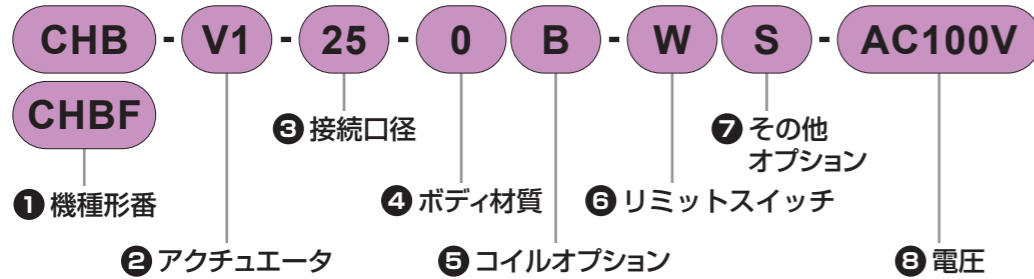 CHB - V1 - 25 - 0 B - W S - AC100V
CHBF
❸ 接続口径
❼ その他
オプション
❶ 機種形番
❹ ボディ材質
❻ リミットスイッチ
❷ アクチュエータ
❺ コイルオプション
❽ 電圧